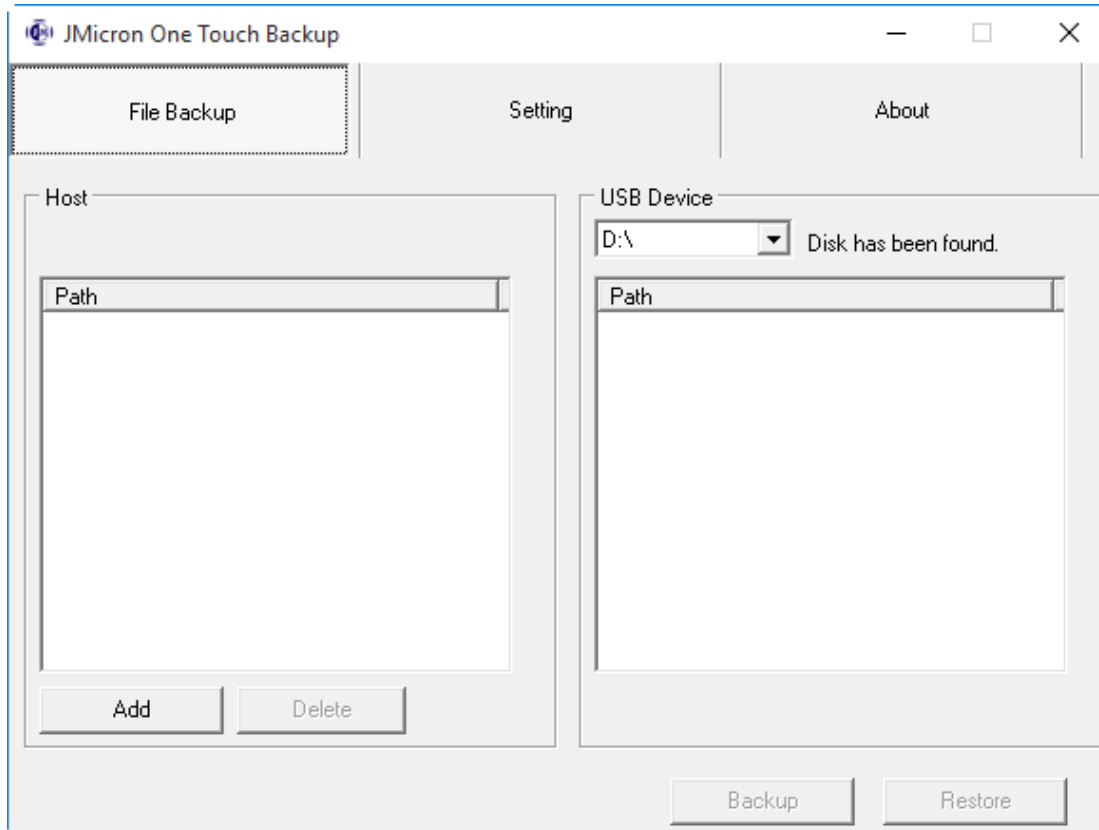 JMicron One Touch Backup
File Backup
Setting
About
Host
USB Device
D:\
Disk has been found.
Path
Path
Add
Delete
Backup
Restore